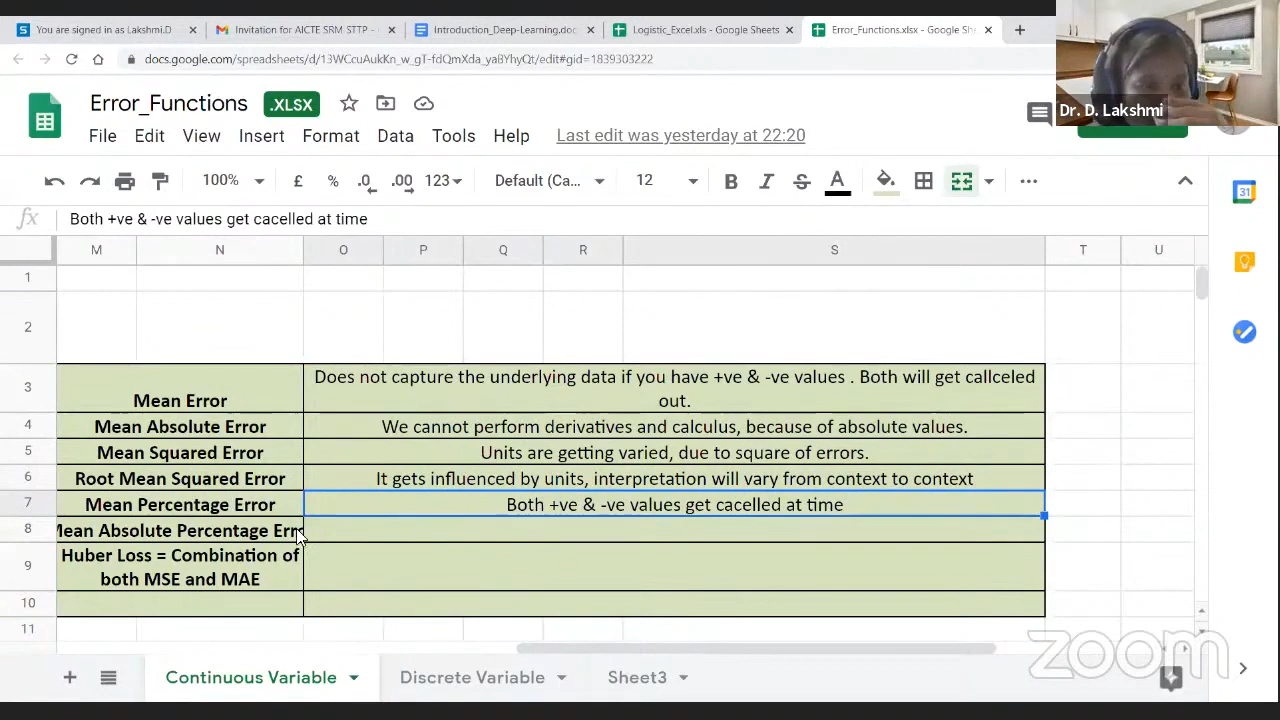 You are signed in as Lakshmi.D
Invitation for AICTE SRM STTP -
Introduction_Deep-Learning.doc
Logistic_Excel.xls - Google Sheets
Error_Functions.xlsx - Google She
docs.google.com/spreadsheets/d/13WCcuAukKn_w_gT-fdQmXda_yaßYhyQ/edit#gid=1839303222
Dr. D. Lakshmi
Error_Functions .XLSX
File Edit View Insert Format Data Tools Help Last edit was yesterday at 22:20
100% £ % .0 .00 123 Default (Ca... 12 B I S A
31
fx Both +ve & -ve values get cacelled at time
M N O P Q R S T U
1
2
3 Mean Error Does not capture the underlying data if you have +ve & -ve values . Both will get callceled
out.
4 Mean Absolute Error We cannot perform derivatives and calculus, because of absolute values.
5 Mean Squared Error Units are getting varied, due to square of errors.
6 Root Mean Squared Error It gets influenced by units, interpretation will vary from context to context
7 Mean Percentage Error Both +ve & -ve values get cacelled at time
8 Mean Absolute Percentage Erro
9 Huber Loss = Combination of
both MSE and MAE
10
11
zoom
Continuous Variable Discrete Variable Sheet3